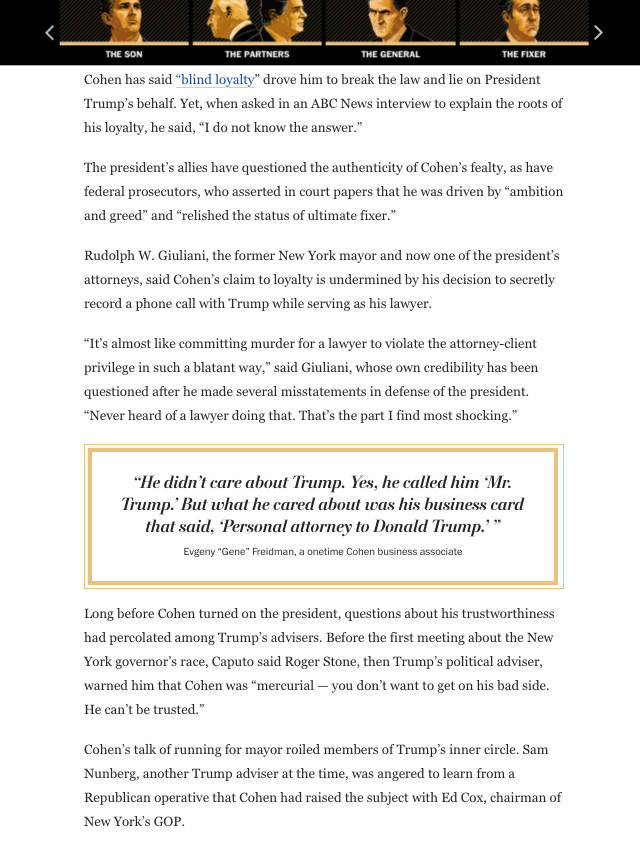 THE SON
THE PARTNERS
THE GENERAL
THE FIXER
Cohen has said “blind loyalty” drove him to break the law and lie on President
Trump’s behalf. Yet, when asked in an ABC News interview to explain the roots of
his loyalty, he said, “I do not know the answer.”
The president’s allies have questioned the authenticity of Cohen’s fealty, as have
federal prosecutors, who asserted in court papers that he was driven by “ambition
and greed” and “relished the status of ultimate fixer.”
Rudolph W. Giuliani, the former New York mayor and now one of the president’s
attorneys, said Cohen’s claim to loyalty is undermined by his decision to secretly
record a phone call with Trump while serving as his lawyer.
“It’s almost like committing murder for a lawyer to violate the attorney-client
privilege in such a blatant way,” said Giuliani, whose own credibility has been
questioned after he made several misstatements in defense of the president.
“Never heard of a lawyer doing that. That’s the part I find most shocking.”
“He didn’t care about Trump. Yes, he called him ‘Mr.
Trump.’ But what he cared about was his business card
that said, ‘Personal attorney to Donald Trump.’ ”
Evgeny “Gene” Freidman, a onetime Cohen business associate
Long before Cohen turned on the president, questions about his trustworthiness
had percolated among Trump’s advisers. Before the first meeting about the New
York governor’s race, Caputo said Roger Stone, then Trump’s political adviser,
warned him that Cohen was “mercurial — you don’t want to get on his bad side.
He can’t be trusted.”
Cohen’s talk of running for mayor roiled members of Trump’s inner circle. Sam
Nunberg, another Trump adviser at the time, was angered to learn from a
Republican operative that Cohen had raised the subject with Ed Cox, chairman of
New York’s GOP.